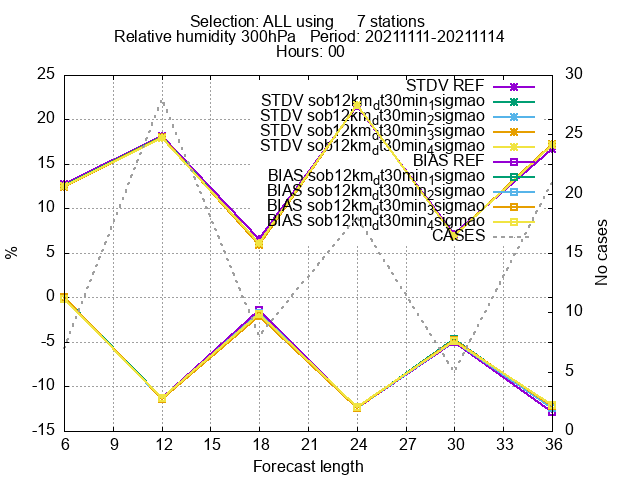 Selection: ALL using 7 stations
Relative humidity 300hPa Period: 20211111-20211114
Hours: 00
25
20
15
10
5
0
-5
-10
-15
%
30
25
20
15
10
5
0
No cases
STDV REF
STDV sob12km_dt30min_1sigmao
STDV sob12km_dt30min_2sigmao
STDV sob12km_dt30min_3sigmao
STDV sob12km_dt30min_4sigmao
BIAS REF
BIAS sob12km_dt30min_1sigmao
BIAS sob12km_dt30min_2sigmao
BIAS sob12km_dt30min_3sigmao
BIAS sob12km_dt30min_4sigmao
CASES
6 9 12 15 18 21 24 27 30 33 36
Forecast length